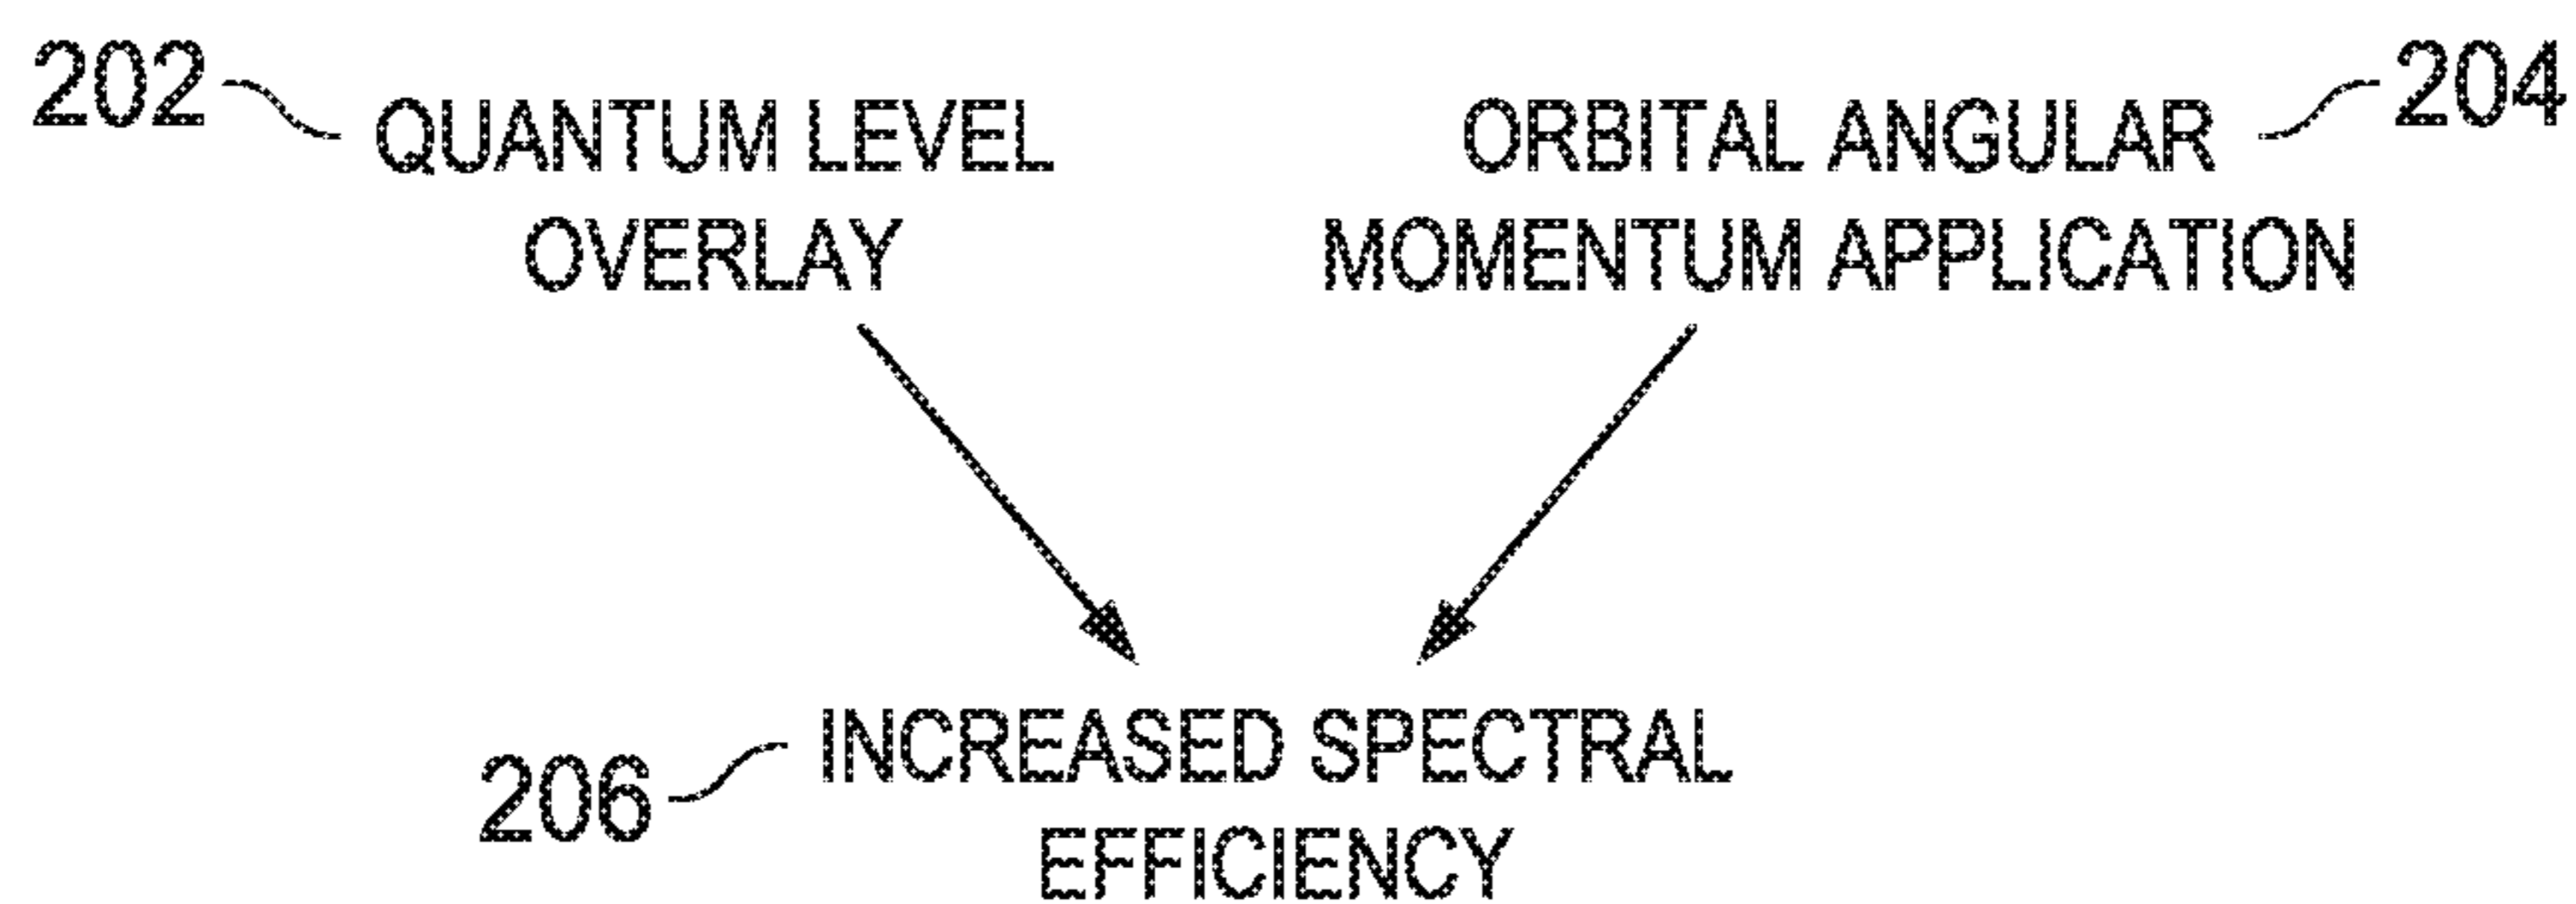 202
QUANTUM LEVEL
OVERLAY
ORBITAL ANGULAR
MOMENTUM APPLICATION
204
206
INCREASED SPECTRAL
EFFICIENCY